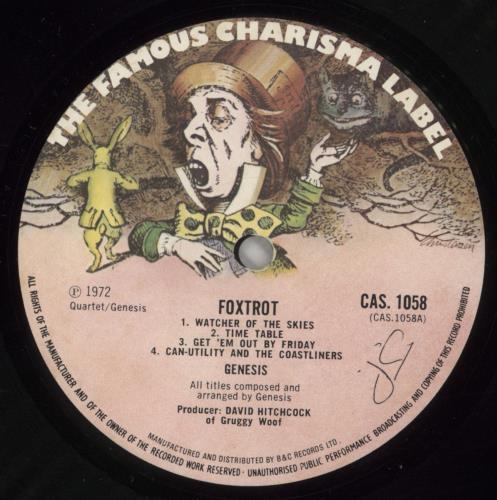 THE FAMOUS CHARISMA LABEL
℗ 1972
Quartet/Genesis
FOXTROT
CAS. 1058
(CAS.1058A)
1. WATCHER OF THE SKIES
2. TIME TABLE
3. GET 'EM OUT BY FRIDAY
4. CAN-UTILITY AND THE COASTLINERS
GENESIS
All titles composed and
arranged by Genesis
Producer: DAVID HITCHCOCK
of Gruggy Woof
MANUFACTURED AND DISTRIBUTED BY B&C RECORDS LTD.
ALL RIGHTS OF THE MANUFACTURER AND OF THE OWNER OF THE RECORDED WORK RESERVED · UNAUTHORISED PUBLIC PERFORMANCE BROADCASTING AND COPYING OF THIS RECORD PROHIBITED